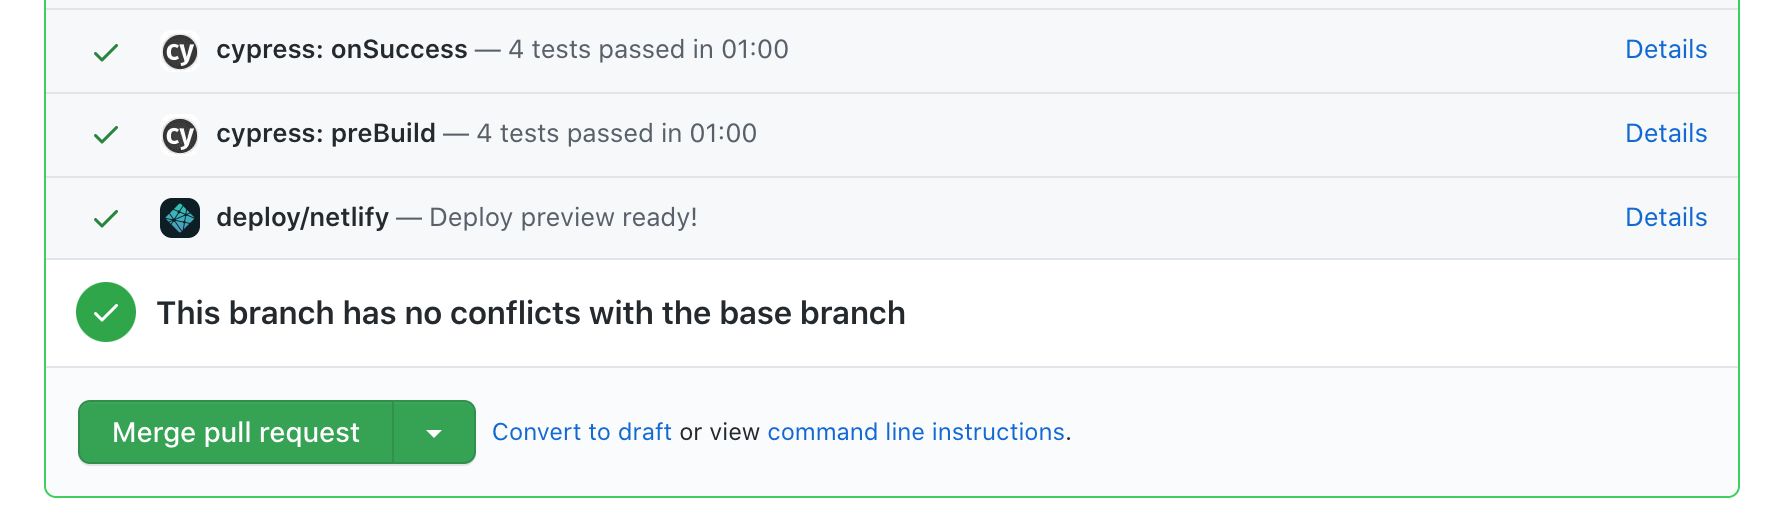 cy cypress: onSuccess — 4 tests passed in 01:00 Details
cy cypress: preBuild — 4 tests passed in 01:00 Details
deploy/netlify — Deploy preview ready! Details
This branch has no conflicts with the base branch
Merge pull request Convert to draft or view command line instructions.